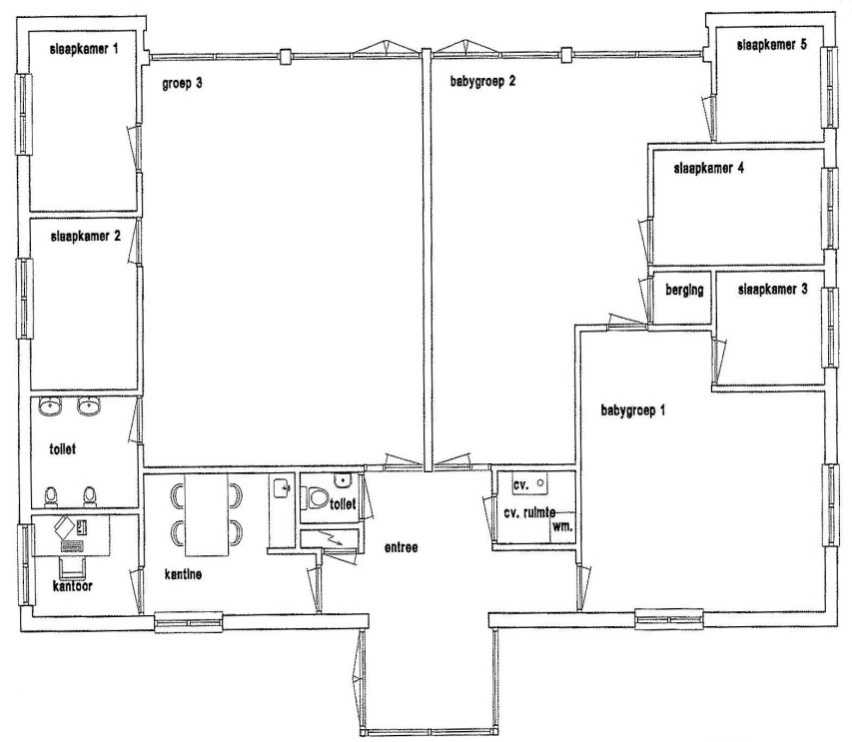 slaapkamer 1
slaapkamer 5
groep 3
babygroep 2
slaapkamer 4
slaapkamer 2
berging
slaapkamer 3
babygroep 1
toilet
cv.
toilet
cv. ruimte
wm.
entree
kantine
kantoor